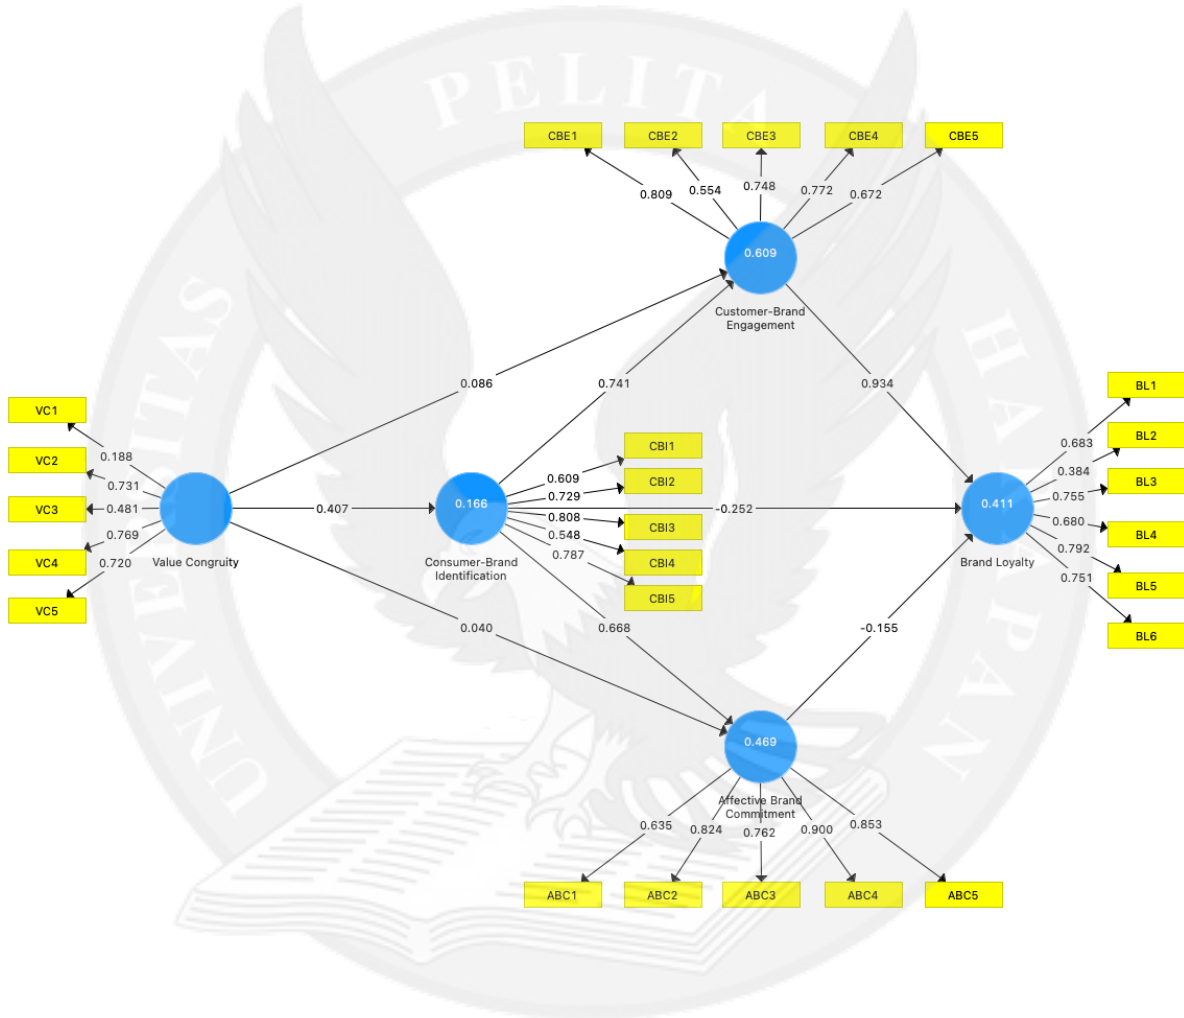 PELITA
UNIVERSITAS
HARAPAN
CBE1
CBE2
CBE3
CBE4
CBE5
0.809
0.554
0.748
0.772
0.672
0.609
Customer-Brand
Engagement
0.086
0.741
0.934
VC1
VC2
VC3
VC4
VC5
0.188
0.731
0.481
0.769
0.720
Value Congruity
0.407
0.166
Consumer-Brand
Identification
CBI1
CBI2
CBI3
CBI4
CBI5
0.609
0.729
0.808
0.548
0.787
-0.252
0.411
Brand Loyalty
BL1
BL2
BL3
BL4
BL5
BL6
0.683
0.384
0.755
0.680
0.792
0.751
0.040
0.668
-0.155
0.469
Affective Brand
Commitment
0.635
0.824
0.762
0.900
0.853
ABC1
ABC2
ABC3
ABC4
ABC5